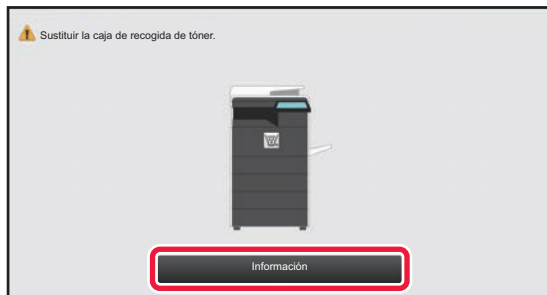 Sustituir la caja de recogida de tóner.
Información